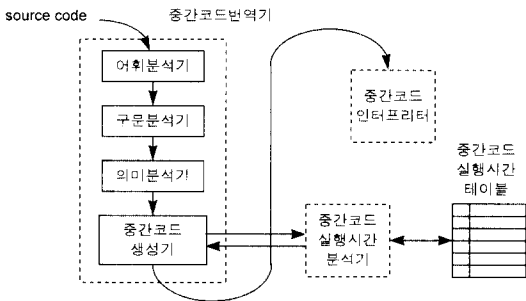 source code
중간코드번역기
어휘분석기
구문분석기
의미분석기
중간코드
생성기
중간코드
인터프리터
중간코드
실행시간
분석기
중간코드
실행시간
테이블